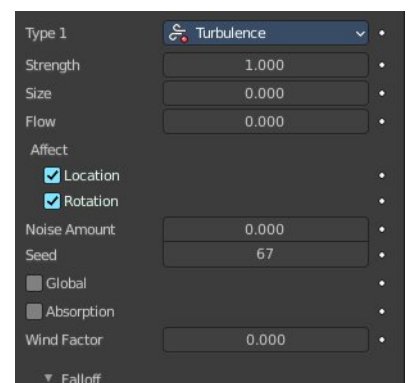 Type 1 Turbulence
Strength 1.000
Size 0.000
Flow 0.000
Affect
Location
Rotation
Noise Amount 0.000
Seed 67
Global
Absorption
Wind Factor 0.000
Falloff